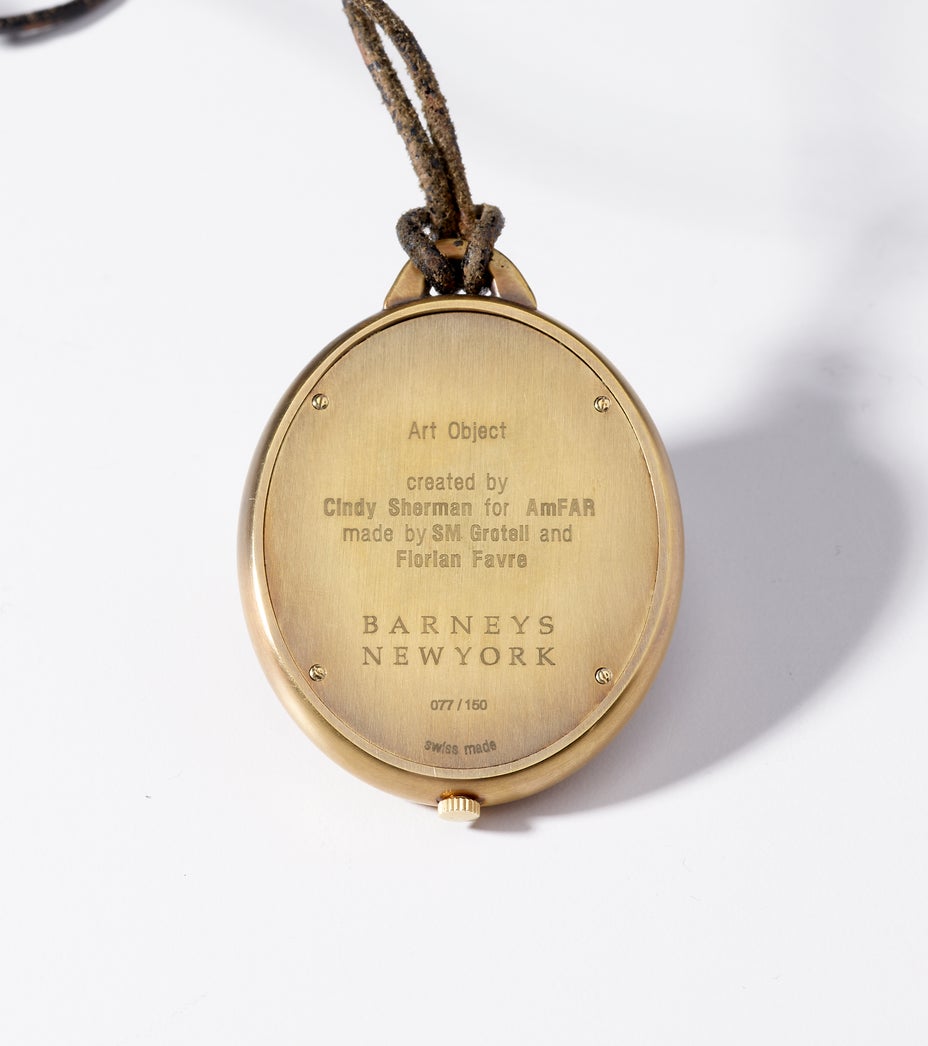 Art Object
created by
Cindy Sherman for AmFAR
made by SM Grotell and
Florian Favre
BARNEYS
NEWYORK
077 / 150
swiss made